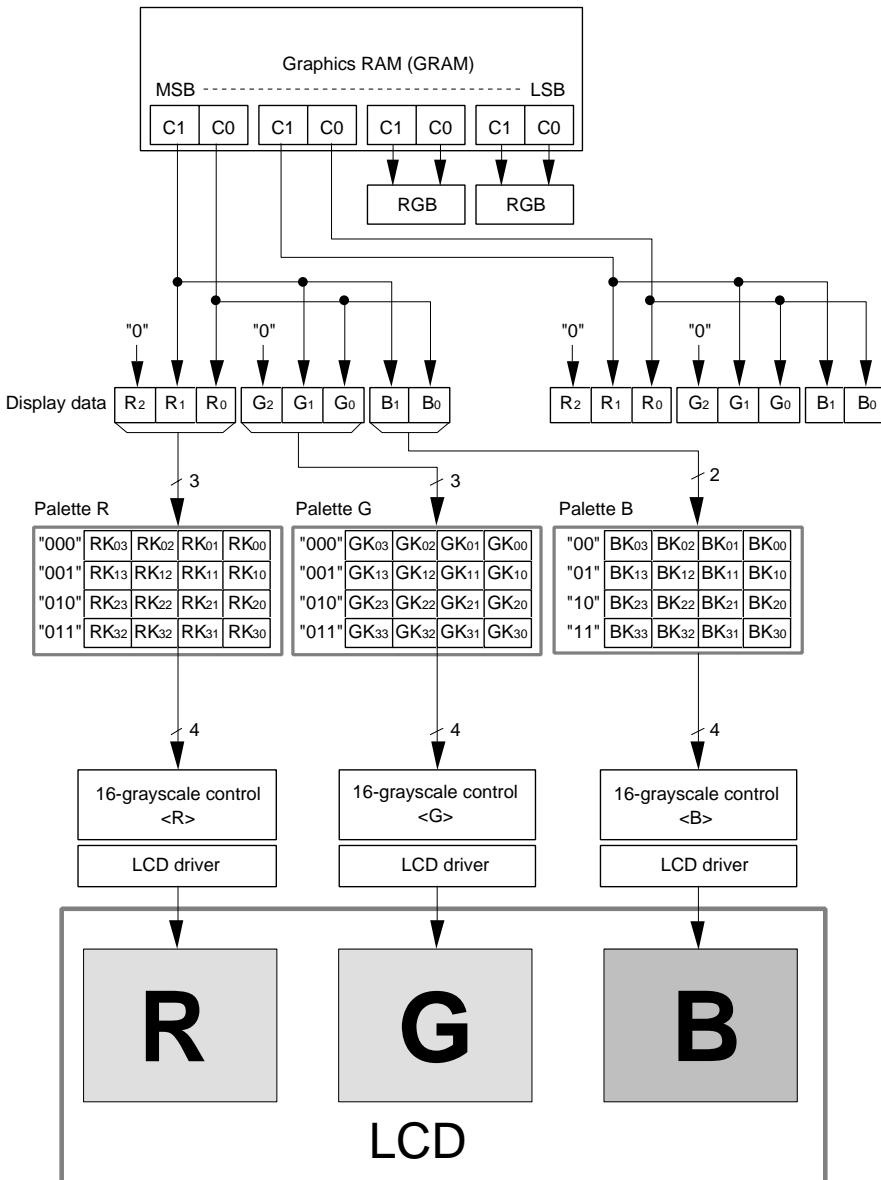 Graphics RAM (GRAM)
MSB LSB
C1 C0 C1 C0 C1 C0 C1 C0
RGB RGB
"0" "0" "0" "0"
Display data R2 R1 R0 G2 G1 G0 B1 B0 R2 R1 R0 G2 G1 G0 B1 B0
3 3 2
Palette R Palette G Palette B
"000" RK03 RK02 RK01 RK00 "000" GK03 GK02 GK01 GK00 "00" BK03 BK02 BK01 BK00
"001" RK13 RK12 RK11 RK10 "001" GK13 GK12 GK11 GK10 "01" BK13 BK12 BK11 BK10
"010" RK23 RK22 RK21 RK20 "010" GK23 GK22 GK21 GK20 "10" BK23 BK22 BK21 BK20
"011" RK32 RK32 RK31 RK30 "011" GK33 GK32 GK31 GK30 "11" BK33 BK32 BK31 BK30
4 4 4
16-grayscale control 16-grayscale control 16-grayscale control
<R> <G> <B>
LCD driver LCD driver LCD driver
R G B
LCD